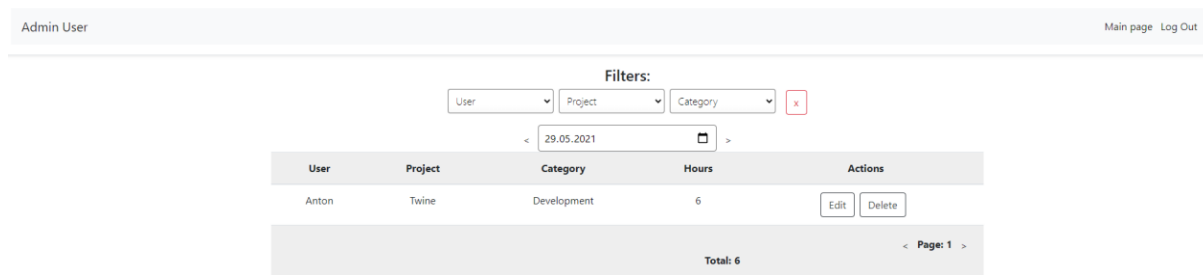 Admin User Main page Log Out
Filters:
User Project Category x
< 29.05.2021 >
User Project Category Hours Actions
Anton Twine Development 6 Edit Delete
< Page: 1 >
Total: 6